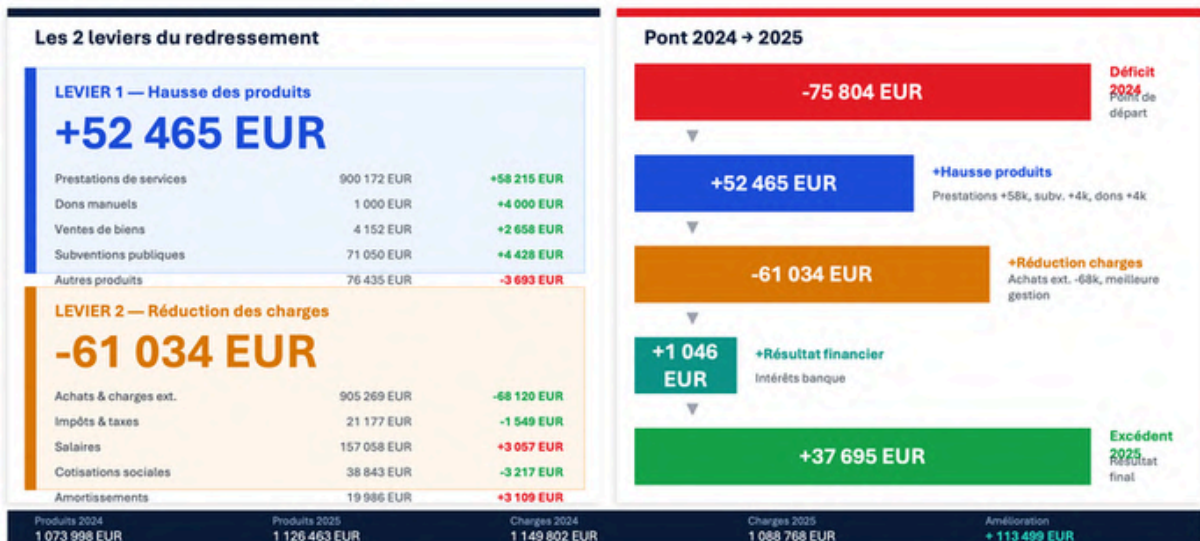 Les 2 leviers du redressement
LEVIER 1 — Hausse des produits
+52 465 EUR
Prestations de services 900 172 EUR +58 215 EUR
Dons manuels 1 000 EUR +4 000 EUR
Ventes de biens 4 152 EUR +2 658 EUR
Subventions publiques 71 050 EUR +4 428 EUR
Autres produits 76 435 EUR -3 693 EUR
LEVIER 2 — Réduction des charges
-61 034 EUR
Achats & charges ext. 905 269 EUR -68 120 EUR
Impôts & taxes 21 177 EUR -1 549 EUR
Salaires 157 058 EUR +3 057 EUR
Cotisations sociales 38 843 EUR -3 217 EUR
Amortissements 19 986 EUR +3 109 EUR
Pont 2024 → 2025
-75 804 EUR
Déficit
2024
Point de
départ
+52 465 EUR
+Hausse produits
Prestations +58k, subv. +4k, dons +4k
-61 034 EUR
+Réduction charges
Achats ext. -68k, meilleure
gestion
+1 046
EUR
+Résultat financier
Intérêts banque
+37 695 EUR
Excédent
2025
Résultat
final
Produits 2024 Produits 2025 Charges 2024 Charges 2025 Amélioration
1 073 998 EUR 1 126 463 EUR 1 149 802 EUR 1 088 768 EUR + 113 499 EUR